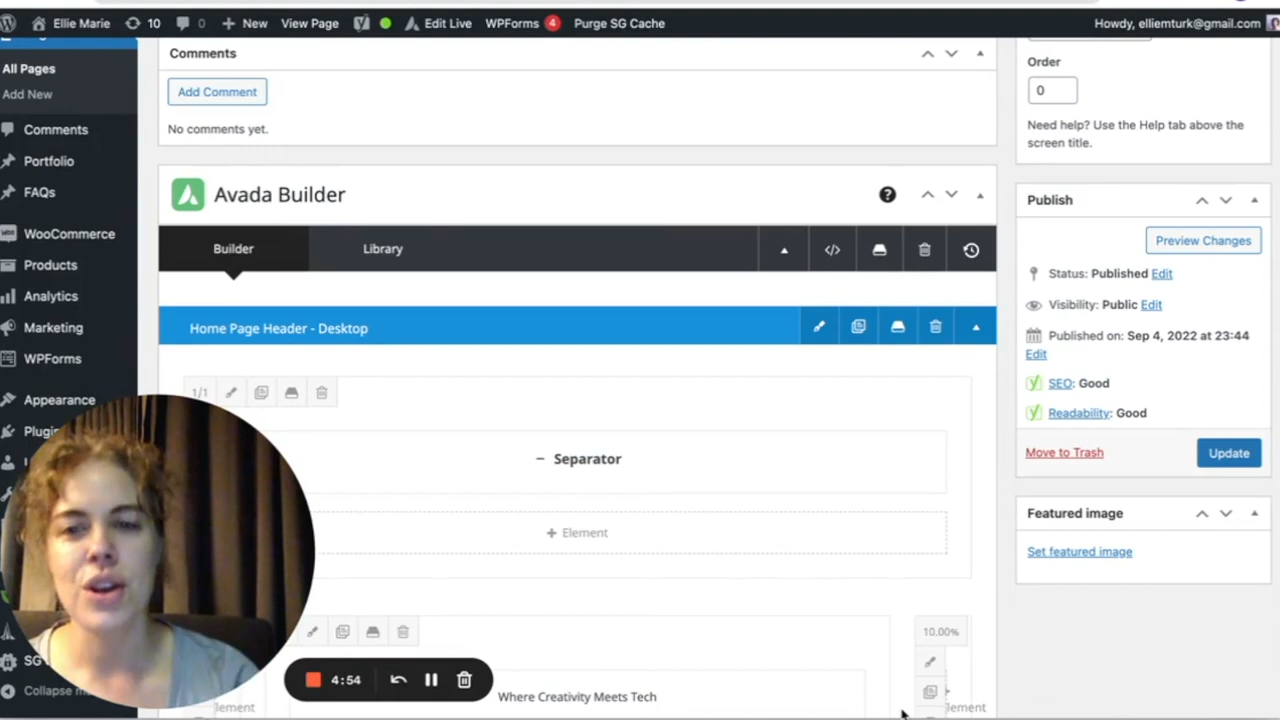 Ellie Marie
10
0
New
View Page
Edit Live
WPForms
4
Purge SG Cache
Howdy, elliemturk@gmail.com
All Pages
Add New
Comments
Portfolio
FAQs
WooCommerce
Products
Analytics
Marketing
WPForms
Appearance
SG
Collapse
Comments
Add Comment
No comments yet.
Avada Builder
?
Builder
Library
</>
Home Page Header - Desktop
1/1
Separator
+ Element
10.00%
4:54
Where Creativity Meets Tech
Order
0
Need help? Use the Help tab above the
screen title.
Publish
Preview Changes
Status: Published Edit
Visibility: Public Edit
Published on: Sep 4, 2022 at 23:44
Edit
SEO: Good
Readability: Good
Move to Trash
Update
Featured image
Set featured image